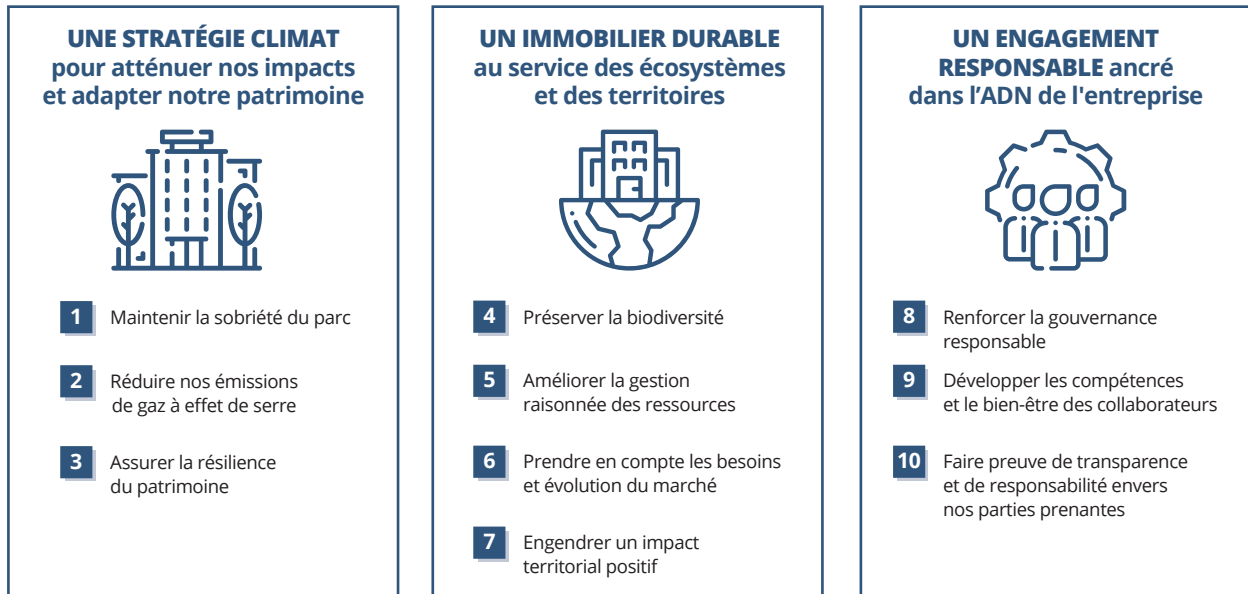 UNE STRATÉGIE CLIMAT
pour atténuer nos impacts
et adapter notre patrimoine
1 Maintenir la sobriété du parc
2 Réduire nos émissions
de gaz à effet de serre
3 Assurer la résilience
du patrimoine
UN IMMOBILIER DURABLE
au service des écosystèmes
et des territoires
4 Préserver la biodiversité
5 Améliorer la gestion
raisonnée des ressources
6 Prendre en compte les besoins
et évolution du marché
7 Engendrer un impact
territorial positif
UN ENGAGEMENT
RESPONSABLE ancré
dans l’ADN de l'entreprise
8 Renforcer la gouvernance
responsable
9 Développer les compétences
et le bien-être des collaborateurs
10 Faire preuve de transparence
et de responsabilité envers
nos parties prenantes